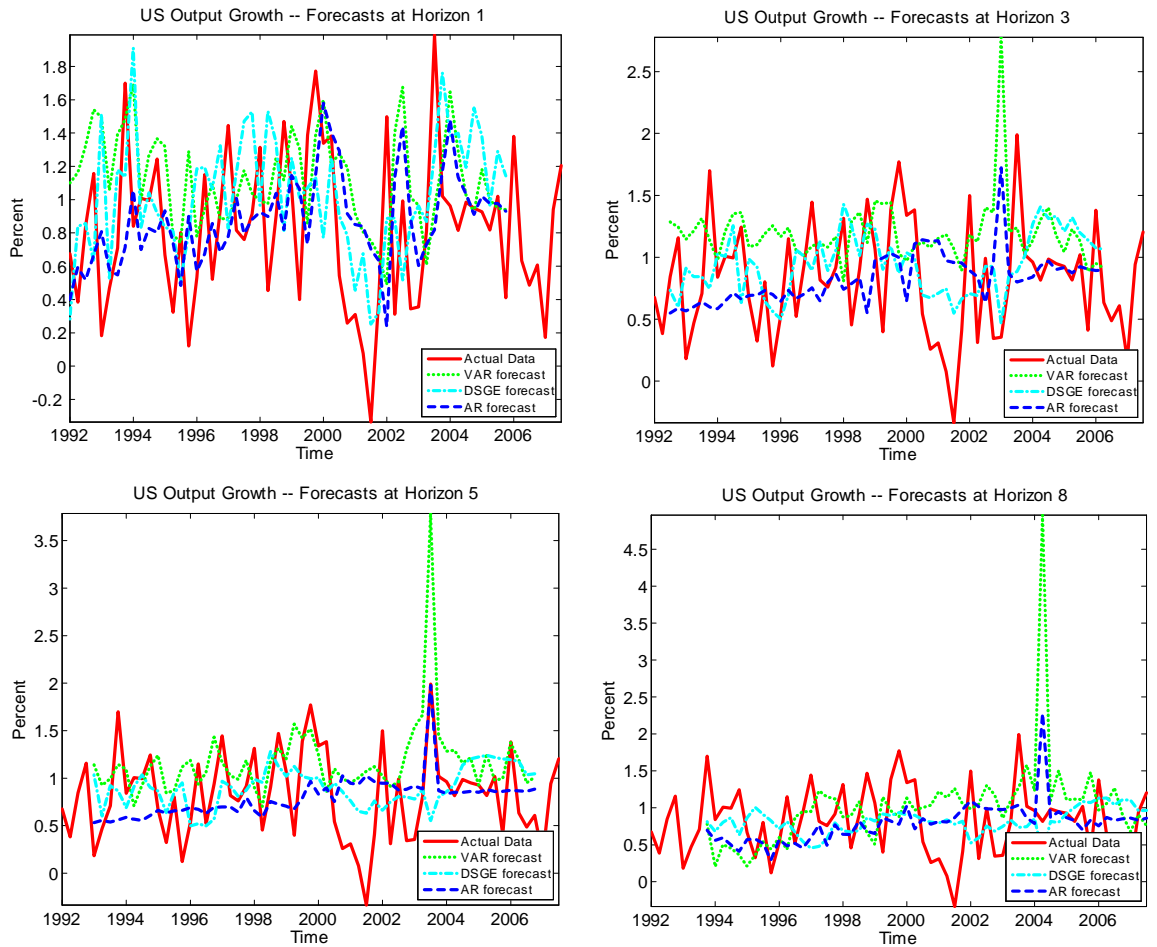 US Output Growth -- Forecasts at Horizon 1
1.8
1.6
1.4
1.2
1
0.8
0.6
0.4
0.2
0
-0.2
Percent
1992 1994 1996 1998 2000 2002 2004 2006
Time
Actual Data
VAR forecast
DSGE forecast
AR forecast
US Output Growth -- Forecasts at Horizon 3
2.5
2
1.5
1
0.5
0
Percent
1992 1994 1996 1998 2000 2002 2004 2006
Time
Actual Data
VAR forecast
DSGE forecast
AR forecast
US Output Growth -- Forecasts at Horizon 5
3.5
3
2.5
2
1.5
1
0.5
0
Percent
1992 1994 1996 1998 2000 2002 2004 2006
Time
Actual Data
VAR forecast
DSGE forecast
AR forecast
US Output Growth -- Forecasts at Horizon 8
4.5
4
3.5
3
2.5
2
1.5
1
0.5
0
Percent
1992 1994 1996 1998 2000 2002 2004 2006
Time
Actual Data
VAR forecast
DSGE forecast
AR forecast